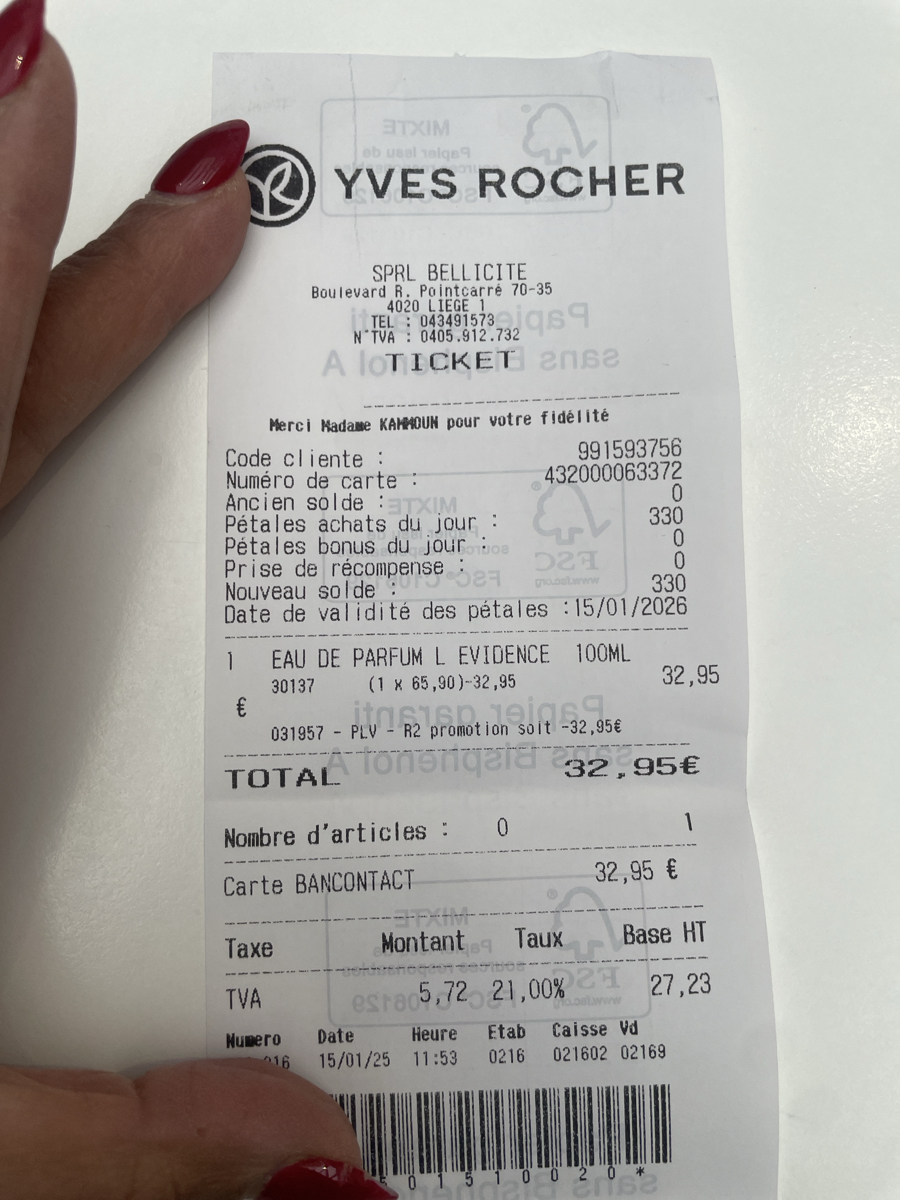 YVES ROCHER
SPRL BELLICITE
Boulevard R. Pointcarré 70-35
4020 LIEGE 1
TEL : 043491573
N°TVA : 0405.912.732
TICKET
Merci Madame KAMMOUN pour votre fidélité
Code cliente : 991593756
Numéro de carte : 432000063372
Ancien solde : 0
Pétales achats du jour : 330
Pétales bonus du jour : 0
Prise de récompense : 0
Nouveau solde : 330
Date de validité des pétales : 15/01/2026
1 EAU DE PARFUM L EVIDENCE 100ML
30137 (1 x 65,90)-32,95 32,95
€
031957 - PLV - R2 promotion soit -32,95€
TOTAL 32,95€
Nombre d'articles : 0 1
Carte BANCONTACT 32,95 €
Taxe Montant Taux Base HT
TVA 5,72 21,00% 27,23
Numero Date Heure Etab Caisse Vd
216 15/01/25 11:53 0216 021602 02169
01510020*